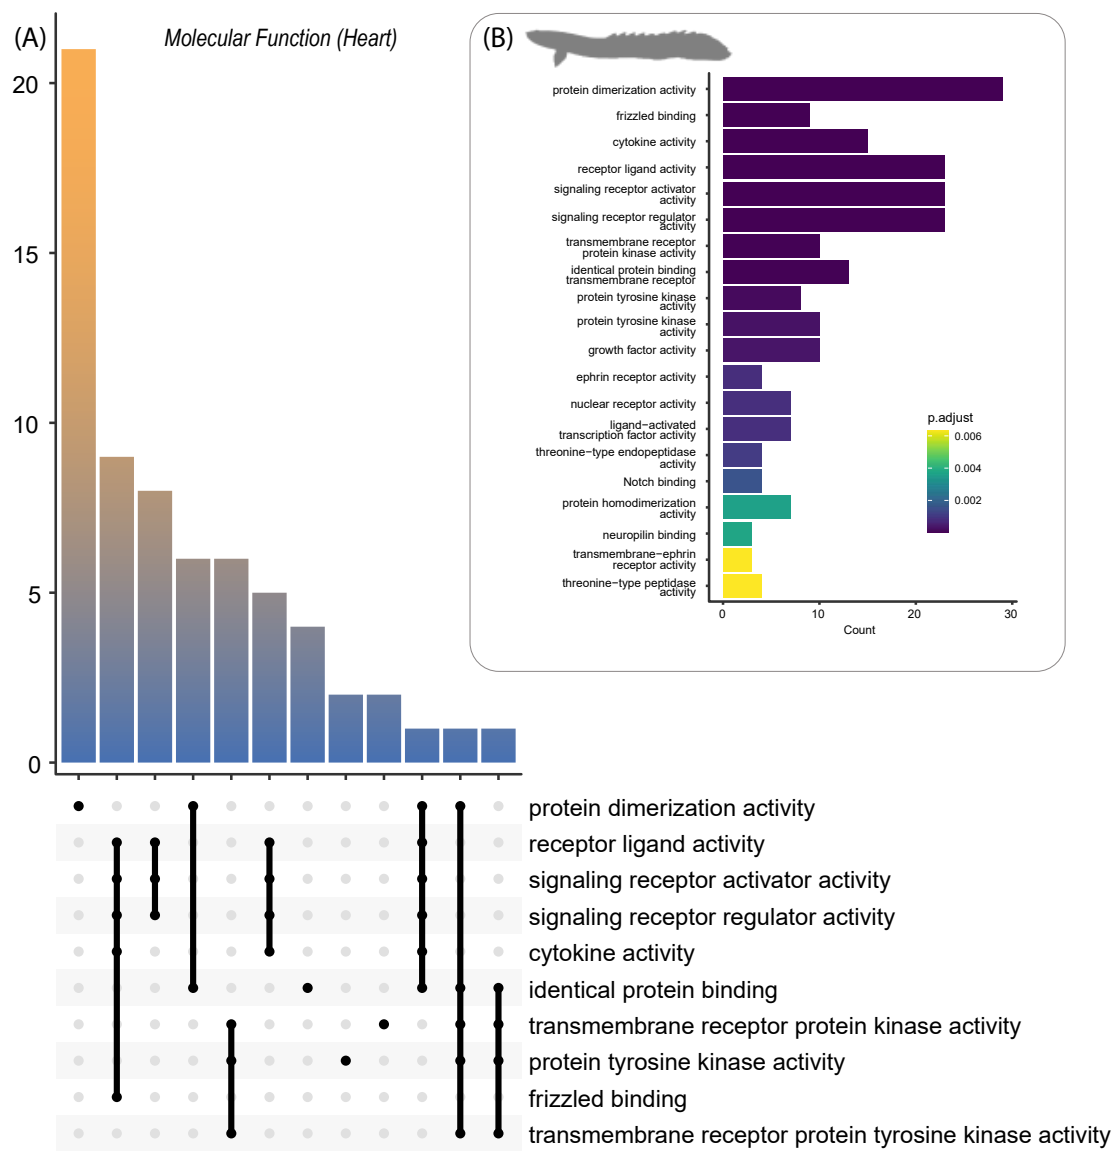 (A)
Molecular Function (Heart)
20
15
10
5
0
(B)
protein dimerization activity
frizzled binding
cytokine activity
receptor ligand activity
signaling receptor activator
activity
signaling receptor regulator
activity
transmembrane receptor
protein kinase activity
identical protein binding
transmembrane receptor
protein tyrosine kinase
activity
protein tyrosine kinase
activity
growth factor activity
ephrin receptor activity
nuclear receptor activity
ligand−activated
transcription factor activity
threonine−type endopeptidase
activity
Notch binding
protein homodimerization
activity
neuropilin binding
transmembrane−ephrin
receptor activity
threonine−type peptidase
activity
0 10 20 30
Count
p.adjust
0.006
0.004
0.002
protein dimerization activity
receptor ligand activity
signaling receptor activator activity
signaling receptor regulator activity
cytokine activity
identical protein binding
transmembrane receptor protein kinase activity
protein tyrosine kinase activity
frizzled binding
transmembrane receptor protein tyrosine kinase activity